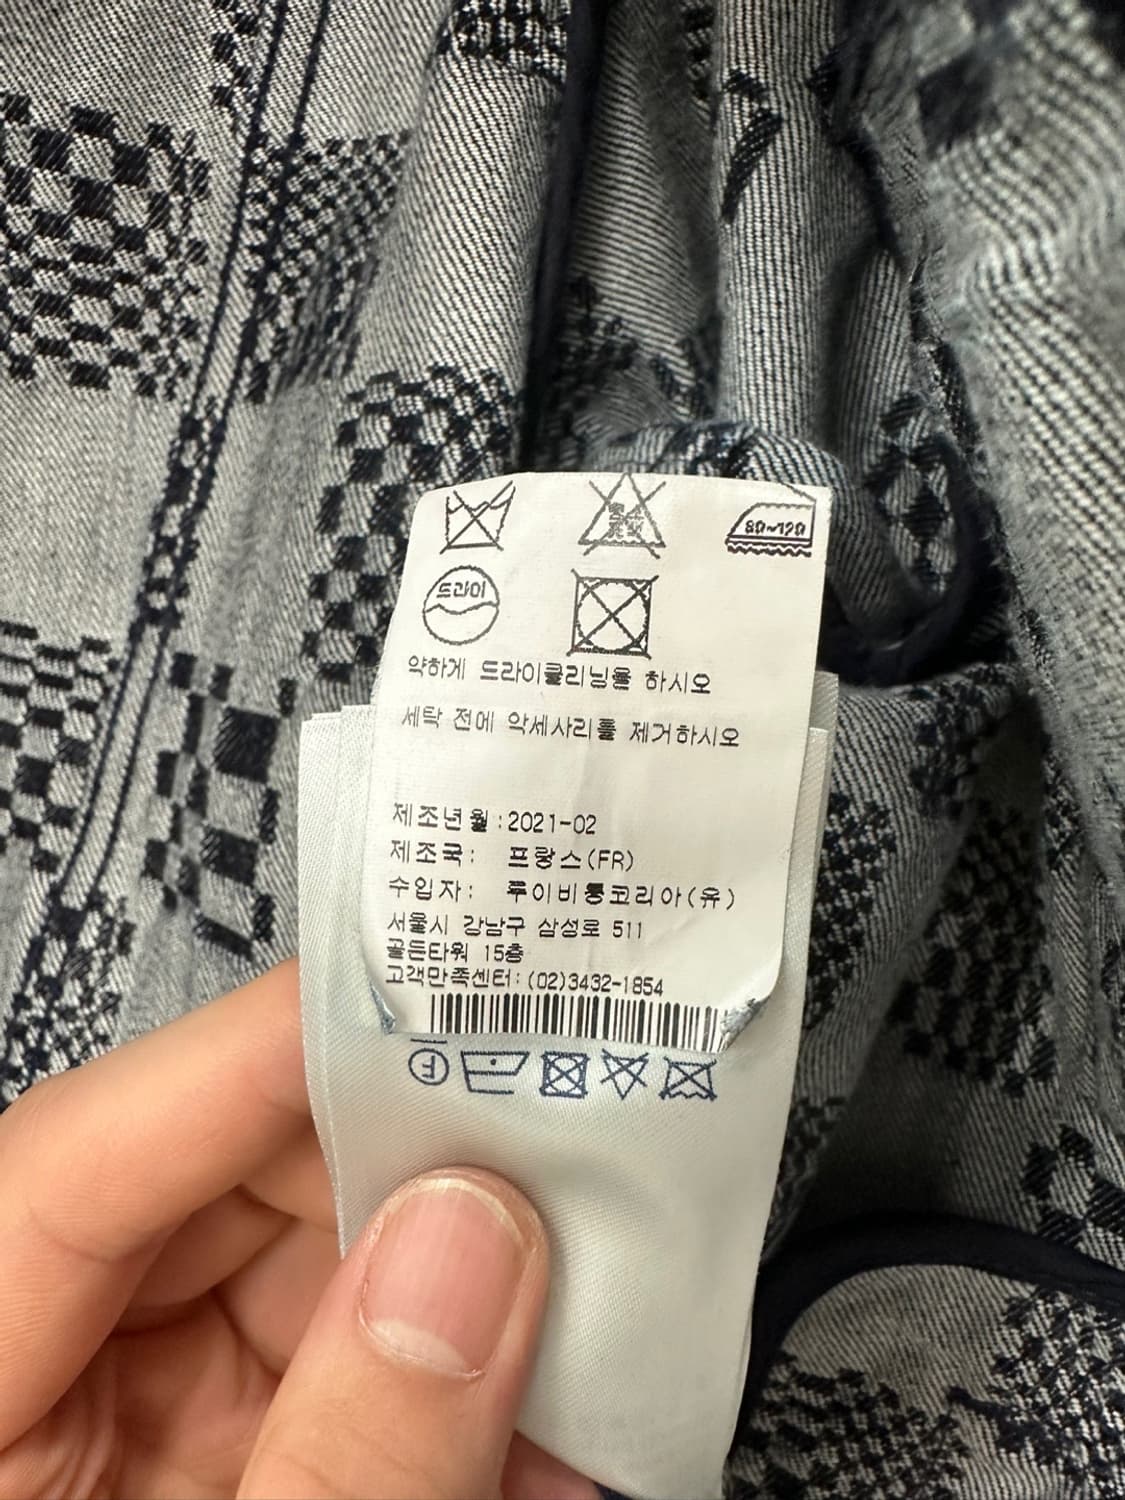 80~120
드라이
약하게 드라이클리닝을 하시오
세탁 전에 악세사리를 제거하시오
제조년월:2021-02
제조국: 프랑스(FR)
수입자: 루이비통코리아(유)
서울시 강남구 삼성로 511
골든타워 15층
고객만족센터:(02)3432-1854
F